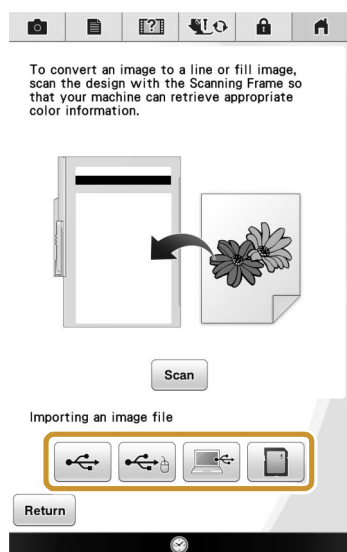 ?
To convert an image to a line or fill image,
scan the design with the Scanning Frame so
that your machine can retrieve appropriate
color information.
Scan
Importing an image file
Return